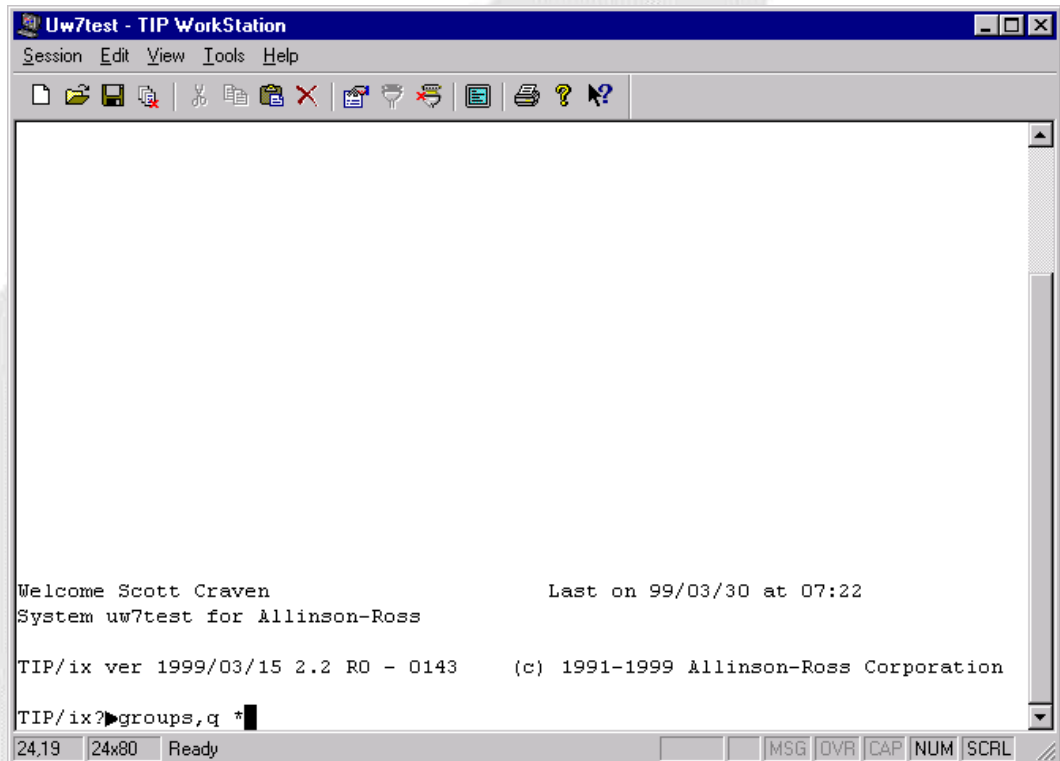 Uw7test - TIP WorkStation
Session Edit View Tools Help
Welcome Scott Craven Last on 99/03/30 at 07:22
System uw7test for Allinson-Ross
TIP/ix ver 1999/03/15 2.2 R0 - 0143 (c) 1991-1999 Allinson-Ross Corporation
TIP/ix?►groups,q *
24,19 24x80 Ready MSG OVR CAP NUM SCRL